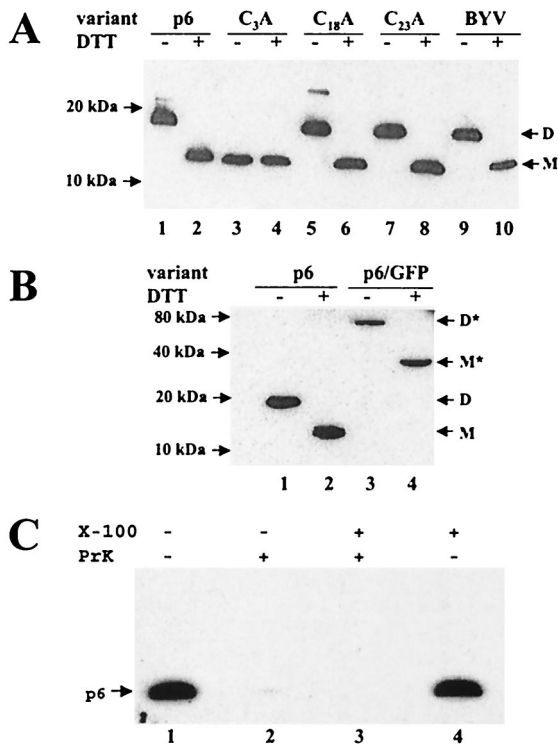 A
variant p6 C3A C18A C23A BYV
DTT - + - + - + - + - +
20 kDa
D
M
10 kDa
1 2 3 4 5 6 7 8 9 10
B
variant p6 p6/GFP
DTT - + - +
80 kDa D*
40 kDa M*
20 kDa D
M
10 kDa
1 2 3 4
C
X-100 - - + +
PrK - + + -
p6
1 2 3 4